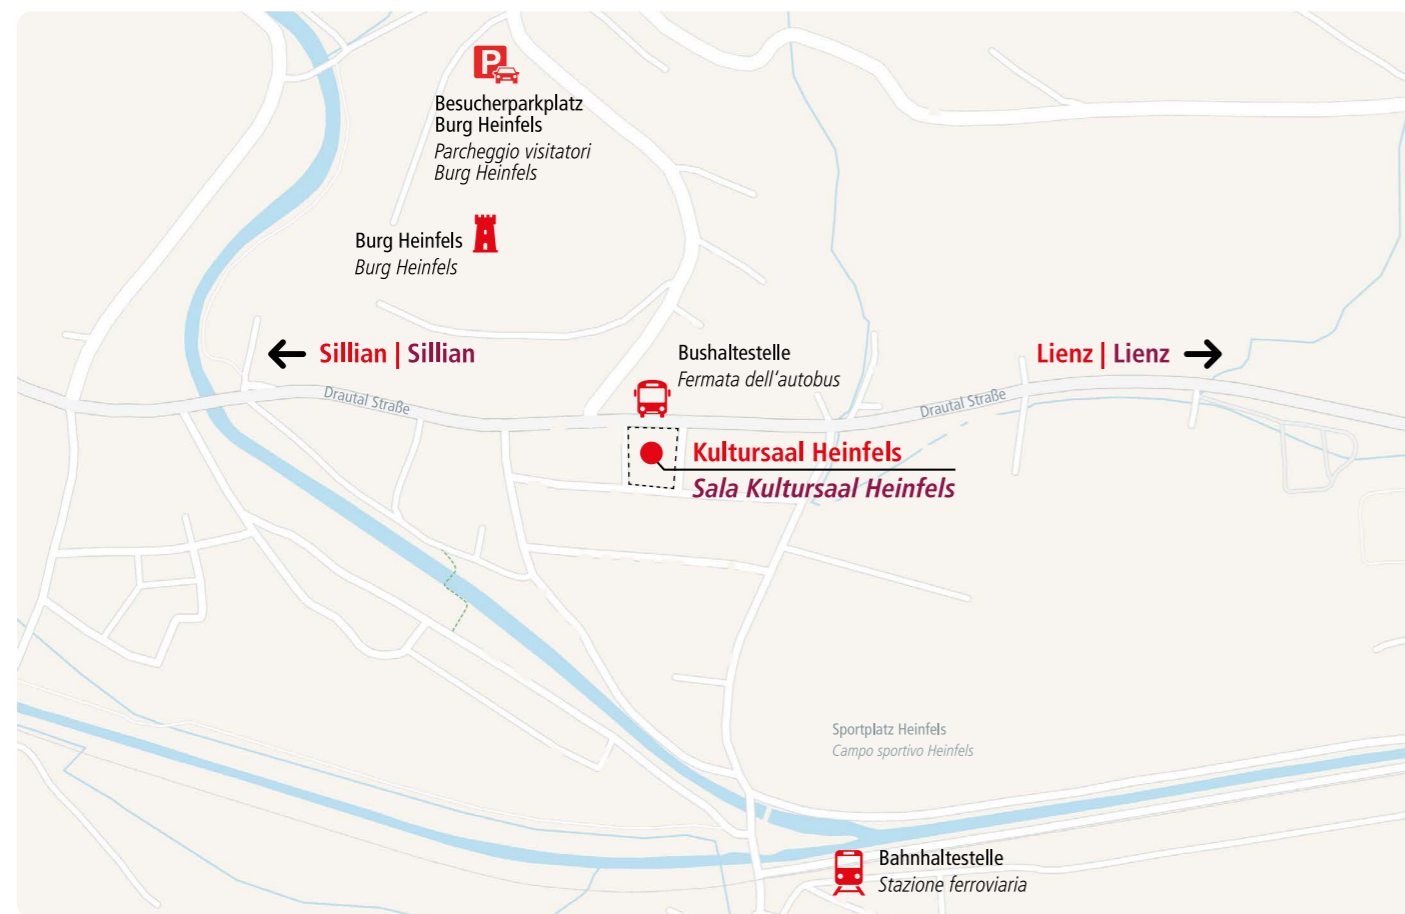 P
Besucherparkplatz
Burg Heinfels
Parcheggio visitatori
Burg Heinfels
Burg Heinfels
Burg Heinfels
Sillian | Sillian
Bushaltestelle
Fermata dell‘autobus
Lienz | Lienz
Drautal Straße
Drautal Straße
Kultursaal Heinfels
Sala Kultursaal Heinfels
Sportplatz Heinfels
Campo sportivo Heinfels
Bahnhaltestelle
Stazione ferroviaria